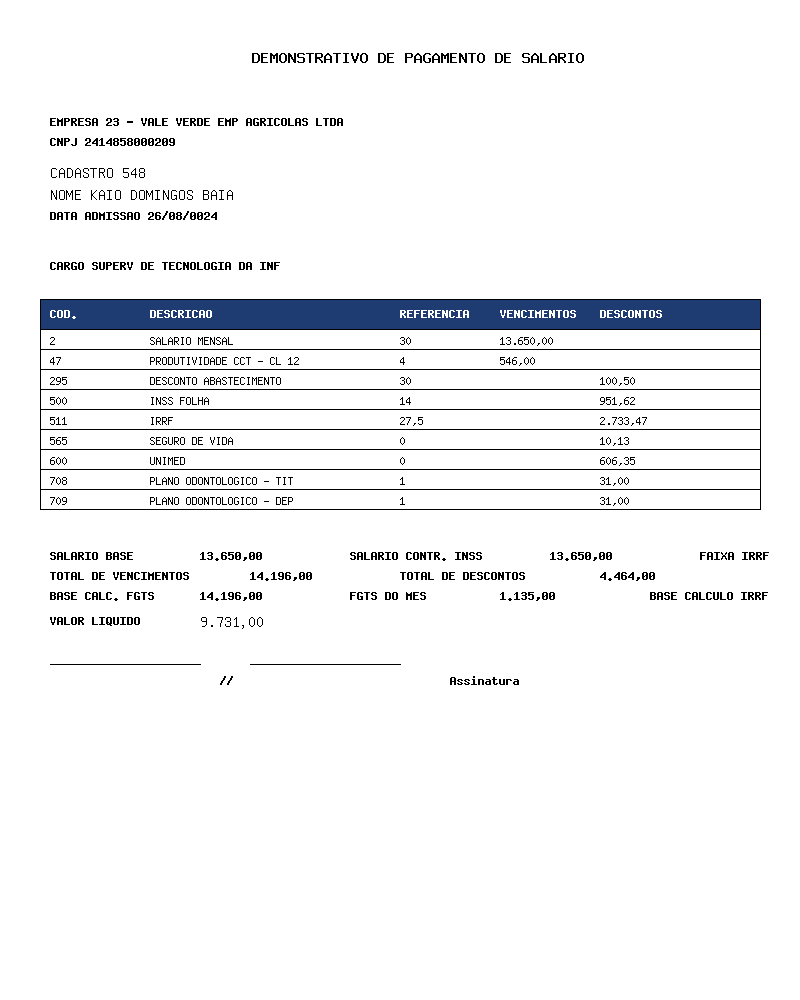 DEMONSTRATIVO DE PAGAMENTO DE SALARIO
EMPRESA 23 - VALE VERDE EMP AGRICOLAS LTDA
CNPJ 2414858000209
CADASTRO 548
NOME KAIO DOMINGOS BAIA
DATA ADMISSAO 26/08/0024
CARGO SUPERV DE TECNOLOGIA DA INF
COD. DESCRICAO REFERENCIA VENCIMENTOS DESCONTOS
2 SALARIO MENSAL 30 13.650,00
47 PRODUTIVIDADE CCT - CL 12 4 546,00
295 DESCONTO ABASTECIMENTO 30 100,50
500 INSS FOLHA 14 951,62
511 IRRF 27,5 2.733,47
565 SEGURO DE VIDA 0 10,13
600 UNIMED 0 606,35
708 PLANO ODONTOLOGICO - TIT 1 31,00
709 PLANO ODONTOLOGICO - DEP 1 31,00
SALARIO BASE 13.650,00 SALARIO CONTR. INSS 13.650,00 FAIXA IRRF
TOTAL DE VENCIMENTOS 14.196,00 TOTAL DE DESCONTOS 4.464,00
BASE CALC. FGTS 14.196,00 FGTS DO MES 1.135,00 BASE CALCULO IRRF
VALOR LIQUIDO 9.731,00
// Assinatura